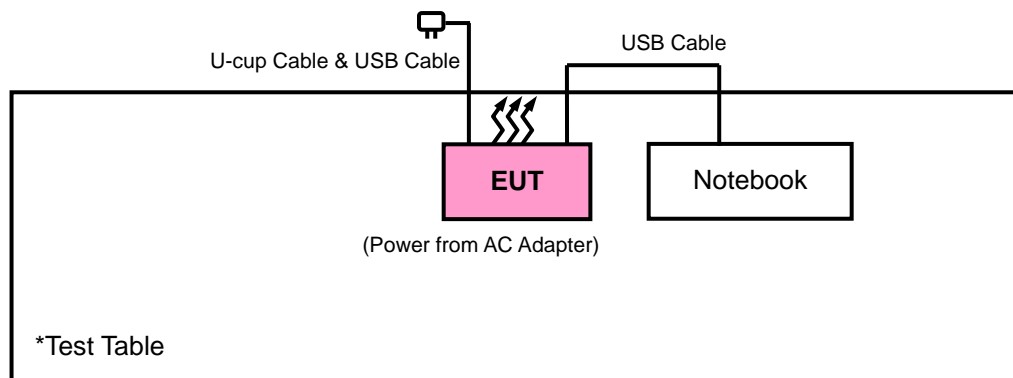 USB Cable
U-cup Cable & USB Cable
EUT
Notebook
(Power from AC Adapter)
*Test Table